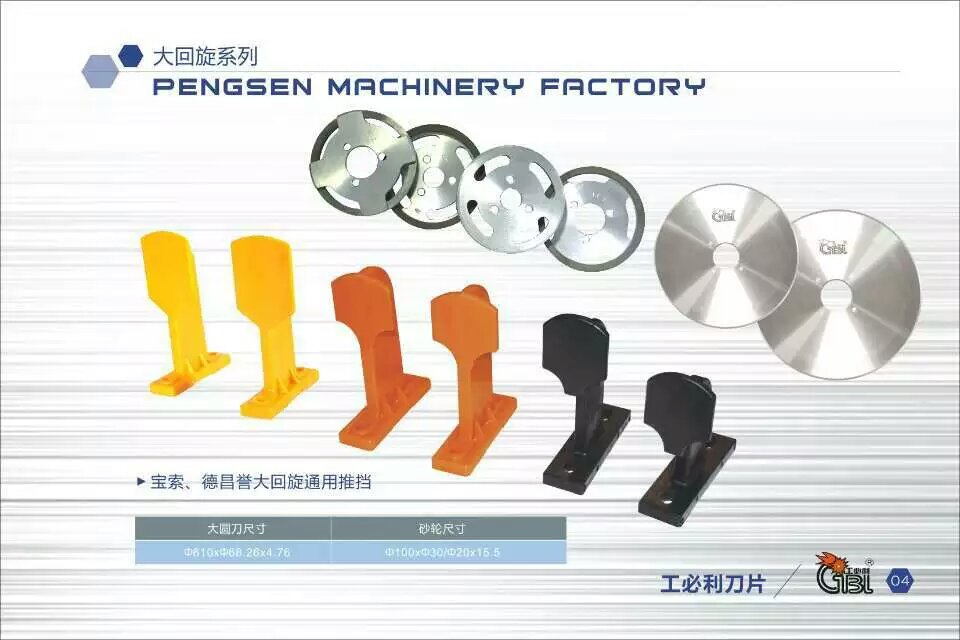 大回旋系列
PENGSEN MACHINERY FACTORY
GBL
GBL
宝索、德昌誉大回旋通用推挡
大圆刀尺寸 砂轮尺寸
Φ610xΦ68.26x4.76 Φ100xΦ30/Φ20x15.5
工必利刀片
工必利
GBL®
04